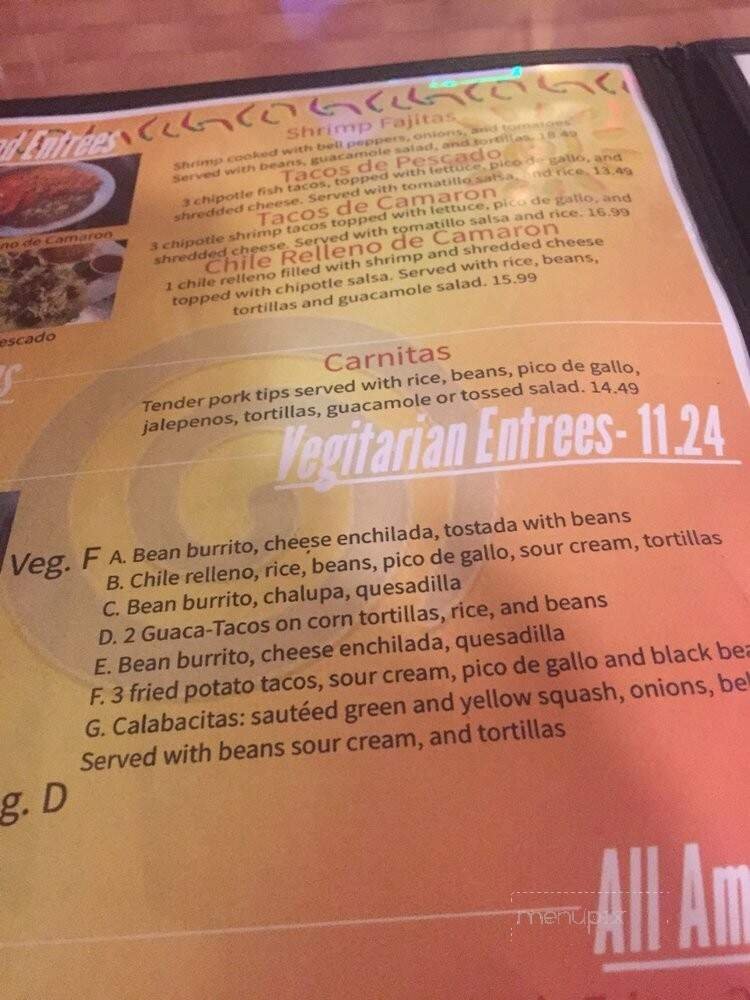 d Entrées
Shrimp Fajitas
Shrimp cooked with bell peppers, onions, and tomatoes
Served with beans, guacamole salad, and tortillas. 18.49
Tacos de Pescado
3 chipotle fish tacos, topped with lettuce, pico de gallo, and
shredded cheese. Served with tomatillo salsa, and rice. 13.49
Tacos de Camaron
3 chipotle shrimp tacos topped with lettuce, pico de gallo, and
shredded cheese. Served with tomatillo salsa and rice. 16.99
no de Camaron
Chile Relleno de Camaron
1 chile relleno filled with shrimp and shredded cheese
topped with chipotle salsa. Served with rice, beans,
tortillas and guacamole salad. 15.99
escado
Carnitas
Tender pork tips served with rice, beans, pico de gallo,
jalepenos, tortillas, guacamole or tossed salad. 14.49
Vegitarian Entrees- 11.24
Veg. F
A. Bean burrito, cheese enchilada, tostada with beans
B. Chile relleno, rice, beans, pico de gallo, sour cream, tortillas
C. Bean burrito, chalupa, quesadilla
D. 2 Guaca-Tacos on corn tortillas, rice, and beans
E. Bean burrito, cheese enchilada, quesadilla
F. 3 fried potato tacos, sour cream, pico de gallo and black bea
G. Calabacitas: sautéed green and yellow squash, onions, bel
Served with beans sour cream, and tortillas
g. D
All Am
menupix